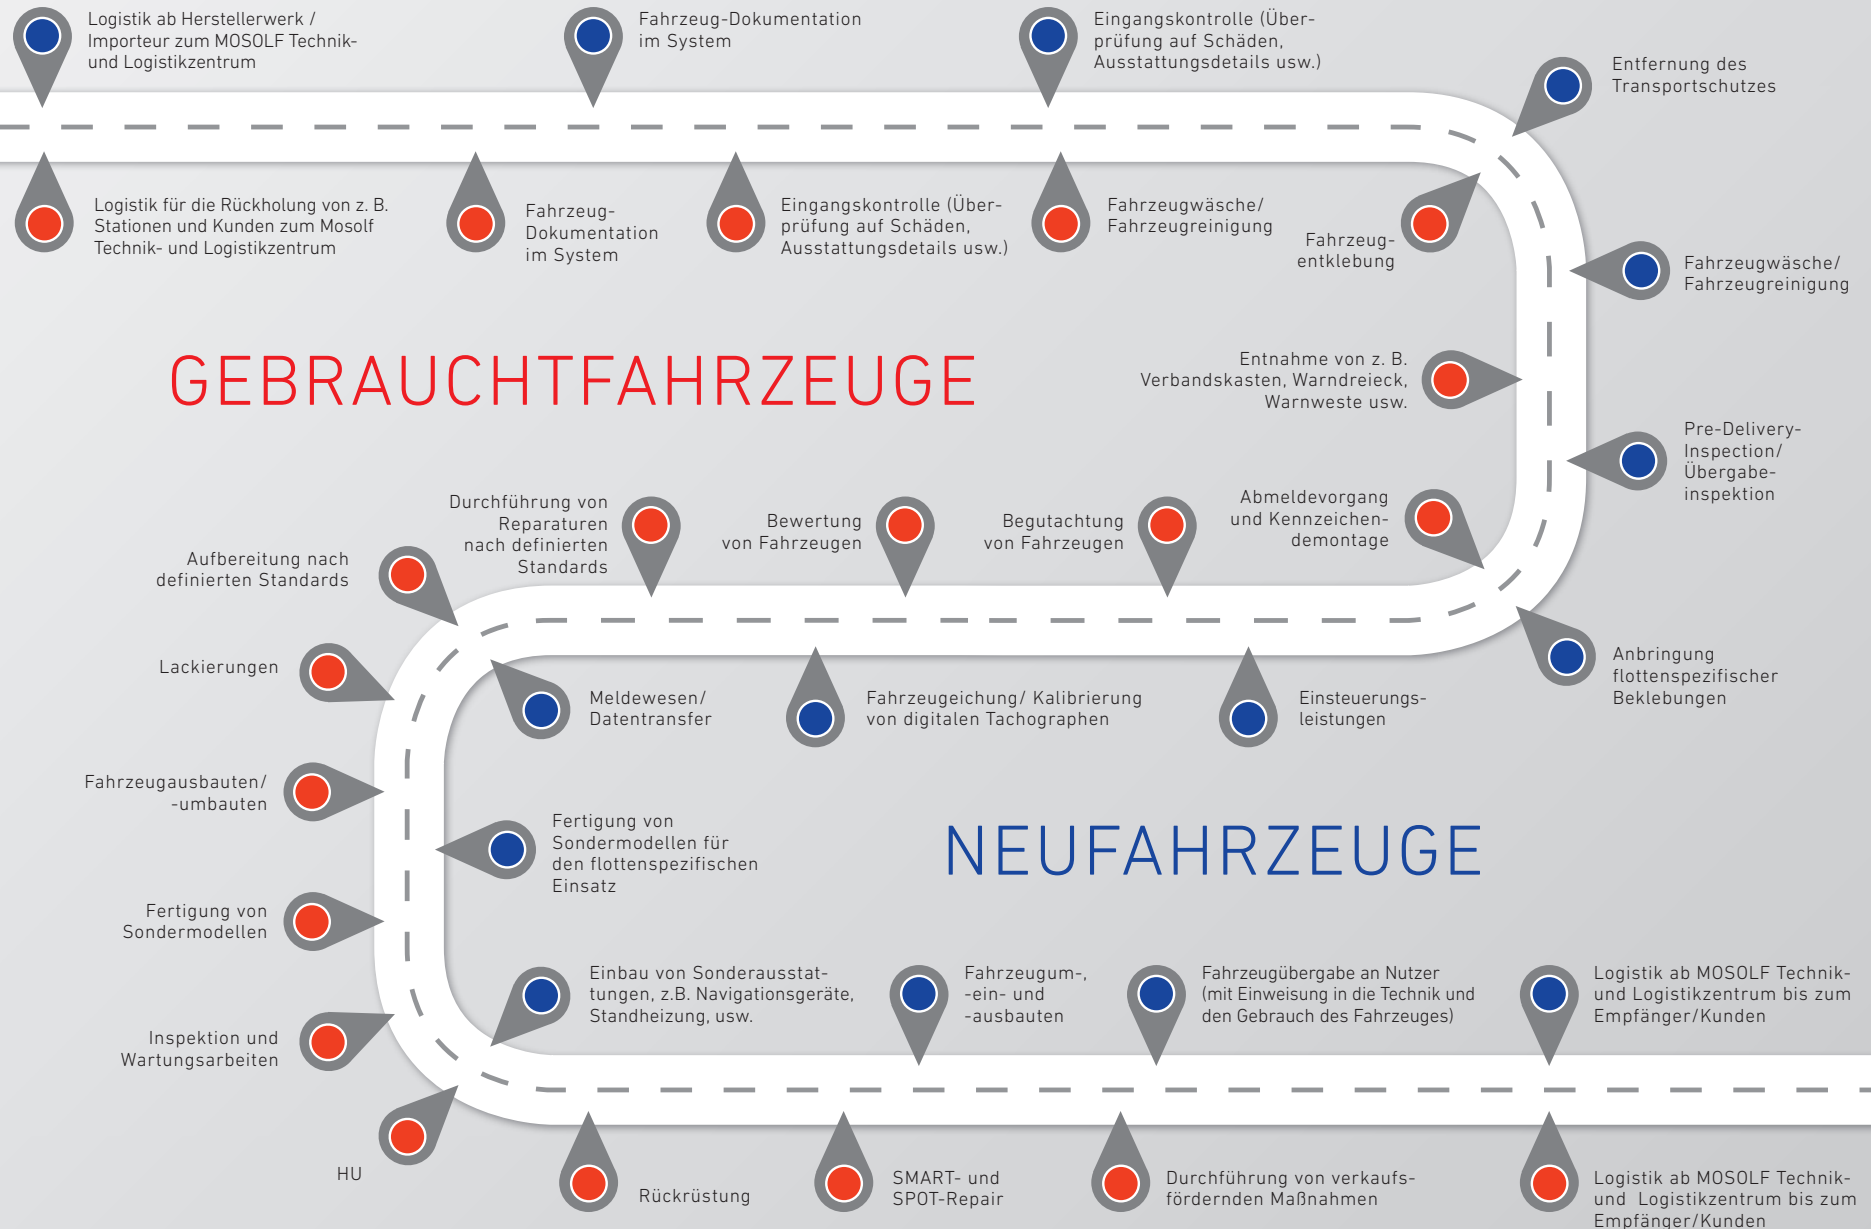 Logistik ab Herstellerwerk /
Importeur zum MOSOLF Technik-
und Logistikzentrum
Fahrzeug-Dokumentation
im System
Eingangskontrolle (Über-
prüfung auf Schäden,
Ausstattungsdetails usw.)
Entfernung des
Transportschutzes
Logistik für die Rückholung von z. B.
Stationen und Kunden zum Mosolf
Technik- und Logistikzentrum
Fahrzeug-
Dokumentation
im System
Eingangskontrolle (Über-
prüfung auf Schäden,
Ausstattungsdetails usw.)
Fahrzeugwäsche/
Fahrzeugreinigung
Fahrzeug-
entklebung
Fahrzeugwäsche/
Fahrzeugreinigung
GEBRAUCHTFAHRZEUGE
Entnahme von z. B.
Verbandskasten, Warndreieck,
Warnweste usw.
Pre-Delivery-
Inspection/
Übergabe-
inspektion
Abmeldevorgang
und Kennzeichen-
demontage
Begutachtung
von Fahrzeugen
Bewertung
von Fahrzeugen
Durchführung von
Reparaturen
nach definierten
Standards
Aufbereitung nach
definierten Standards
Lackierungen
Meldewesen/
Datentransfer
Fahrzeugeichung/ Kalibrierung
von digitalen Tachographen
Einsteuerungs-
leistungen
Anbringung
flottenspezifischer
Beklebungen
Fahrzeugausbauten/
-umbauten
Fertigung von
Sondermodellen für
den flottenspezifischen
Einsatz
NEUFAHRZEUGE
Fertigung von
Sondermodellen
Einbau von Sonderausstat-
tungen, z.B. Navigationsgeräte,
Standheizung, usw.
Fahrzeugum-,
-ein- und
-ausbauten
Fahrzeugübergabe an Nutzer
(mit Einweisung in die Technik und
den Gebrauch des Fahrzeuges)
Logistik ab MOSOLF Technik-
und Logistikzentrum bis zum
Empfänger/Kunden
Inspektion und
Wartungsarbeiten
HU
Rückrüstung
SMART- und
SPOT-Repair
Durchführung von verkaufs-
fördernden Maßnahmen
Logistik ab MOSOLF Technik-
und Logistikzentrum bis zum
Empfänger/Kunden